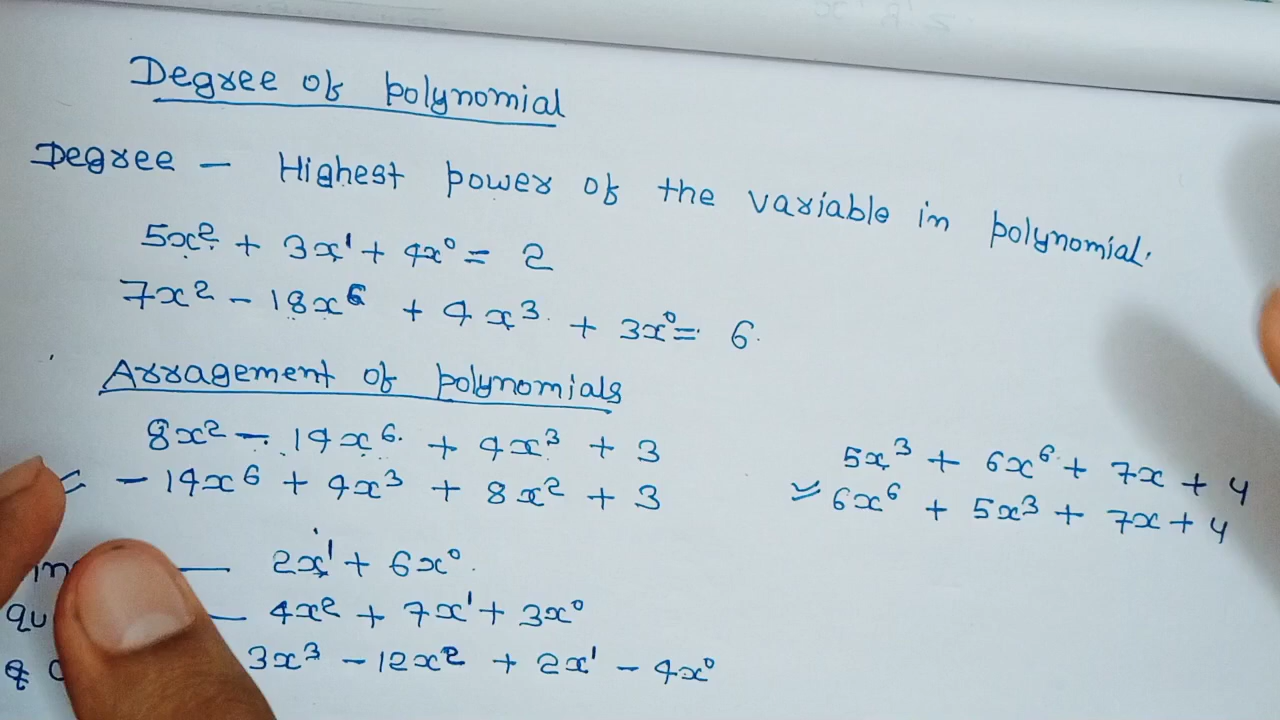 Degree of polynomial
Degree — Highest power of the variable in polynomial.
5x² + 3x¹ + 4x⁰ = 2
7x² - 18x⁶ + 4x³ + 3x⁰ = 6.
Arragement of polynomials
8x² - 14x⁶ + 4x³ + 3
= - 14x⁶ + 4x³ + 8x² + 3
5x³ + 6x⁶ + 7x + 4
= 6x⁶ + 5x³ + 7x + 4
— 2x¹ + 6x⁰.
— 4x² + 7x¹ + 3x⁰
3x³ - 12x² + 2x¹ - 4x⁰